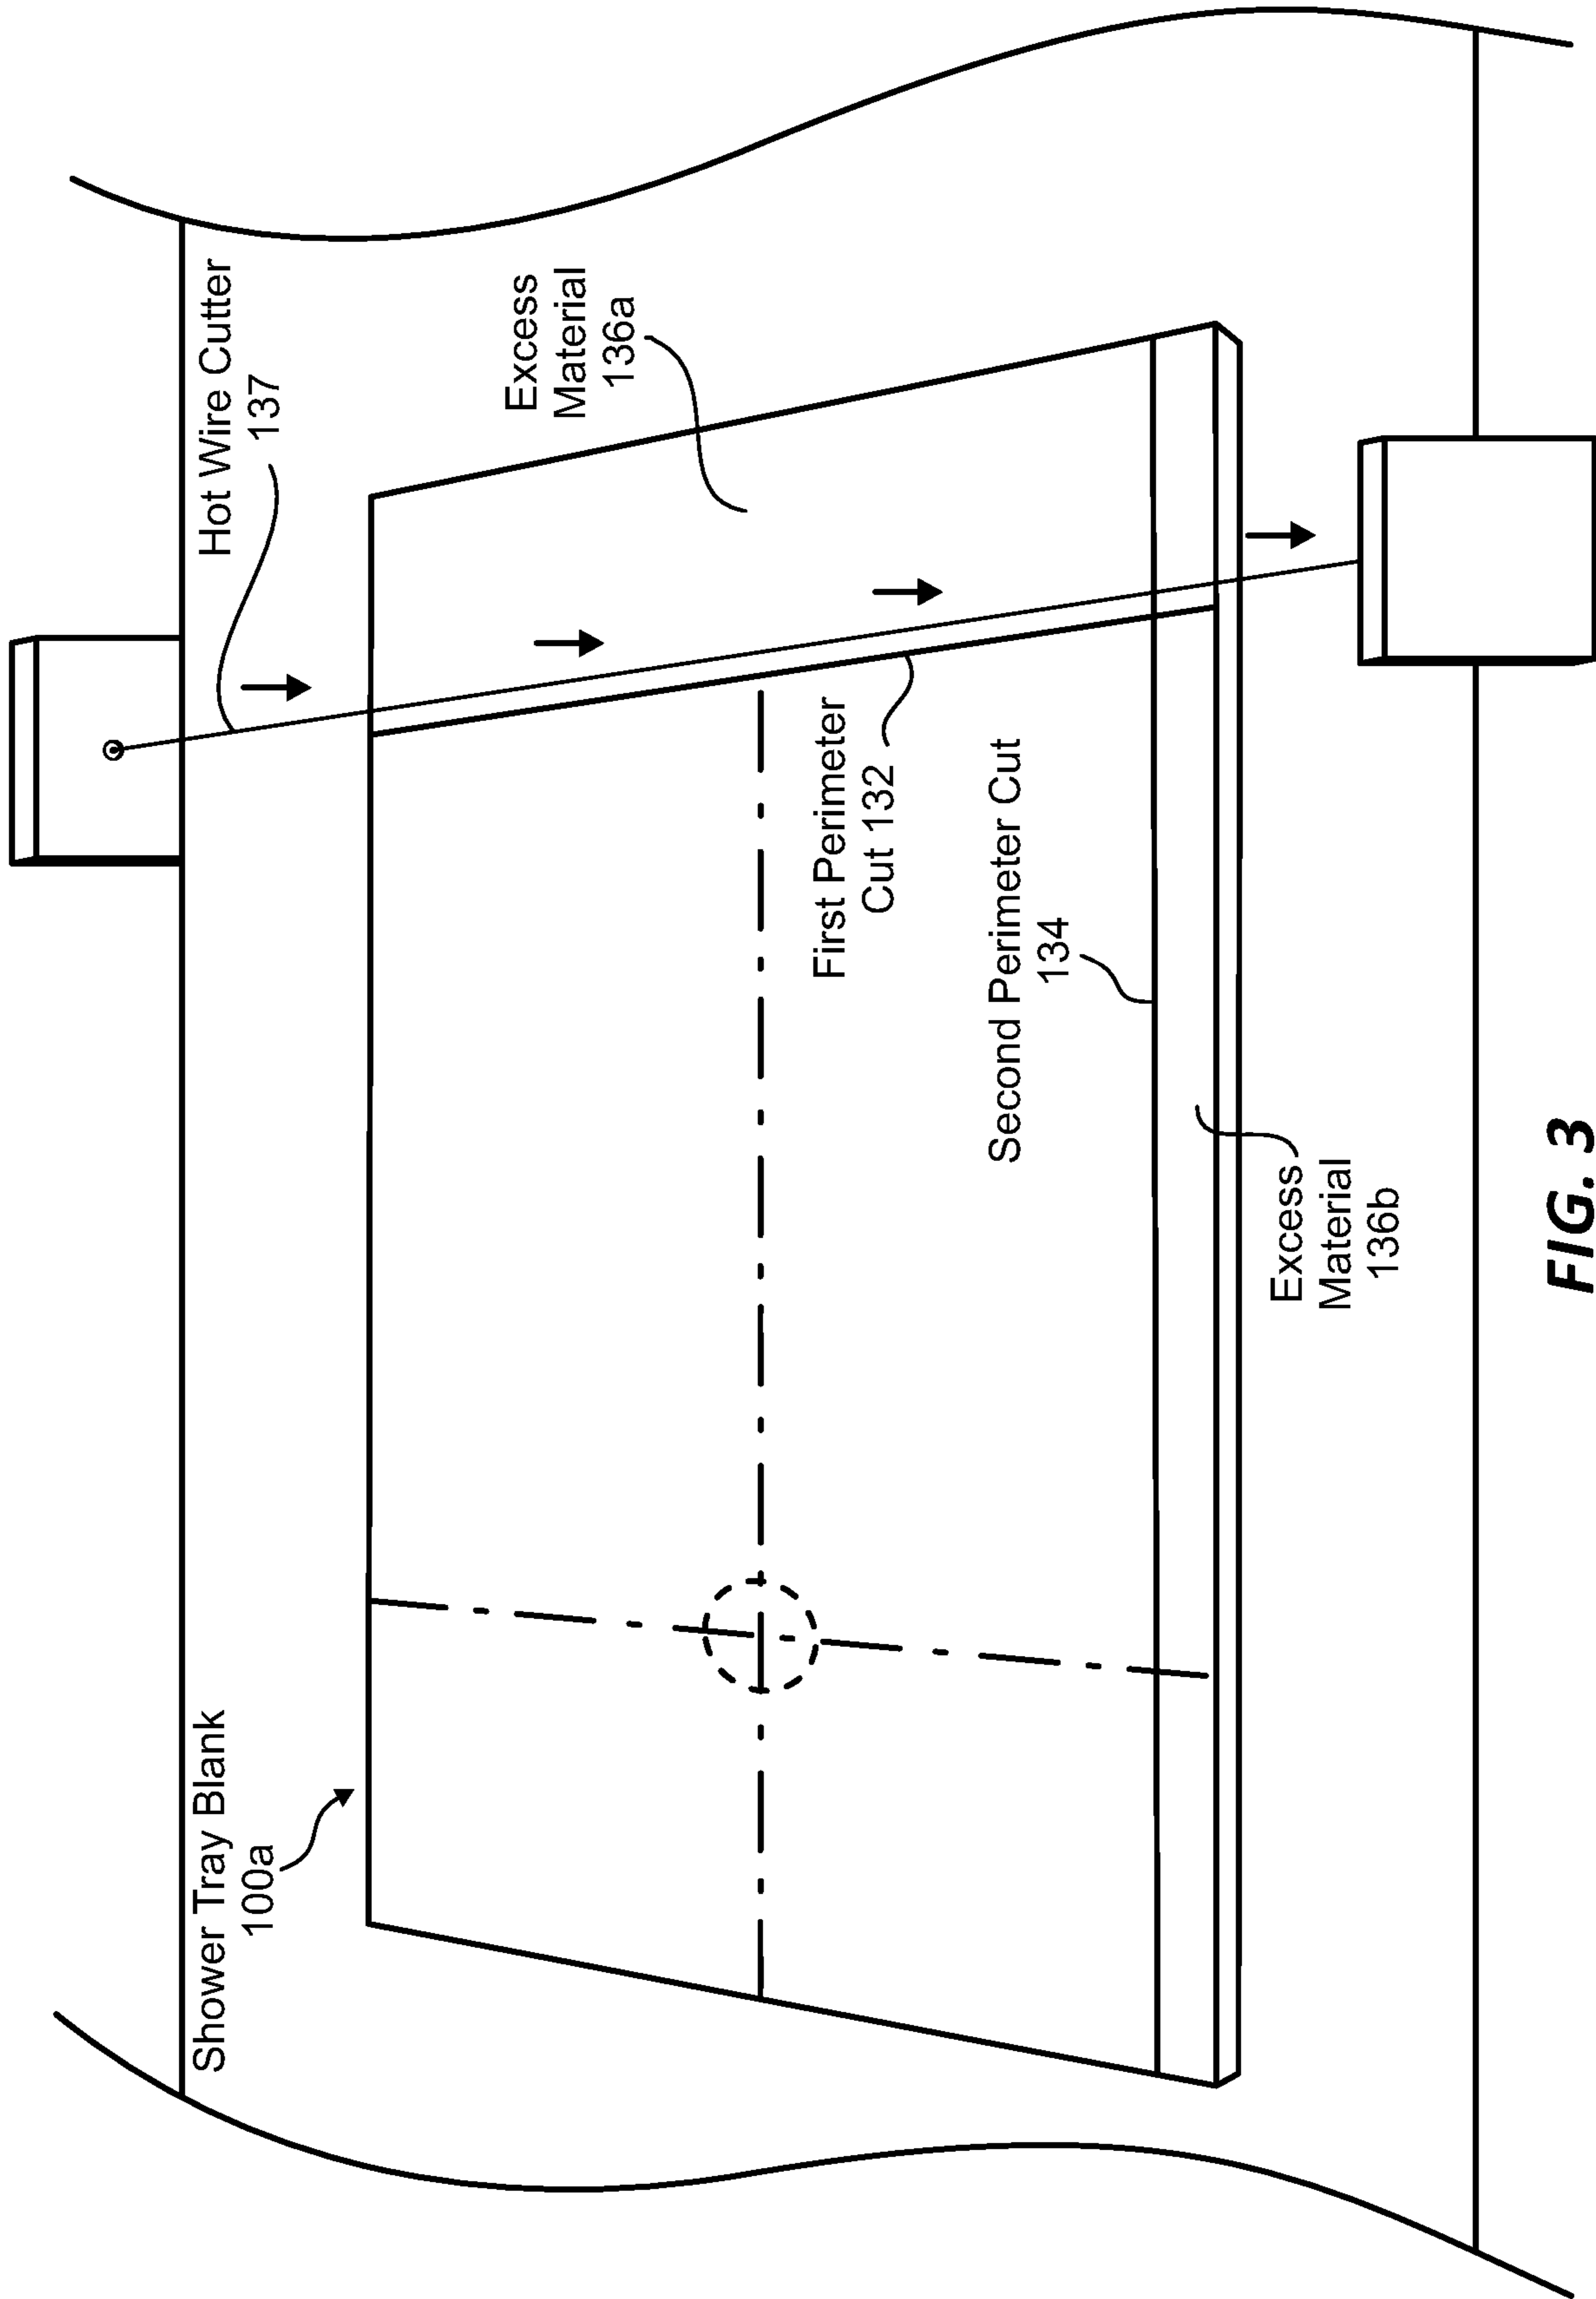 Shower Tray Blank
100a
Hot Wire Cutter
137
Excess
Material
136a
First Perimeter
Cut 132
Second Perimeter Cut
134
Excess
Material
136b
FIG. 3